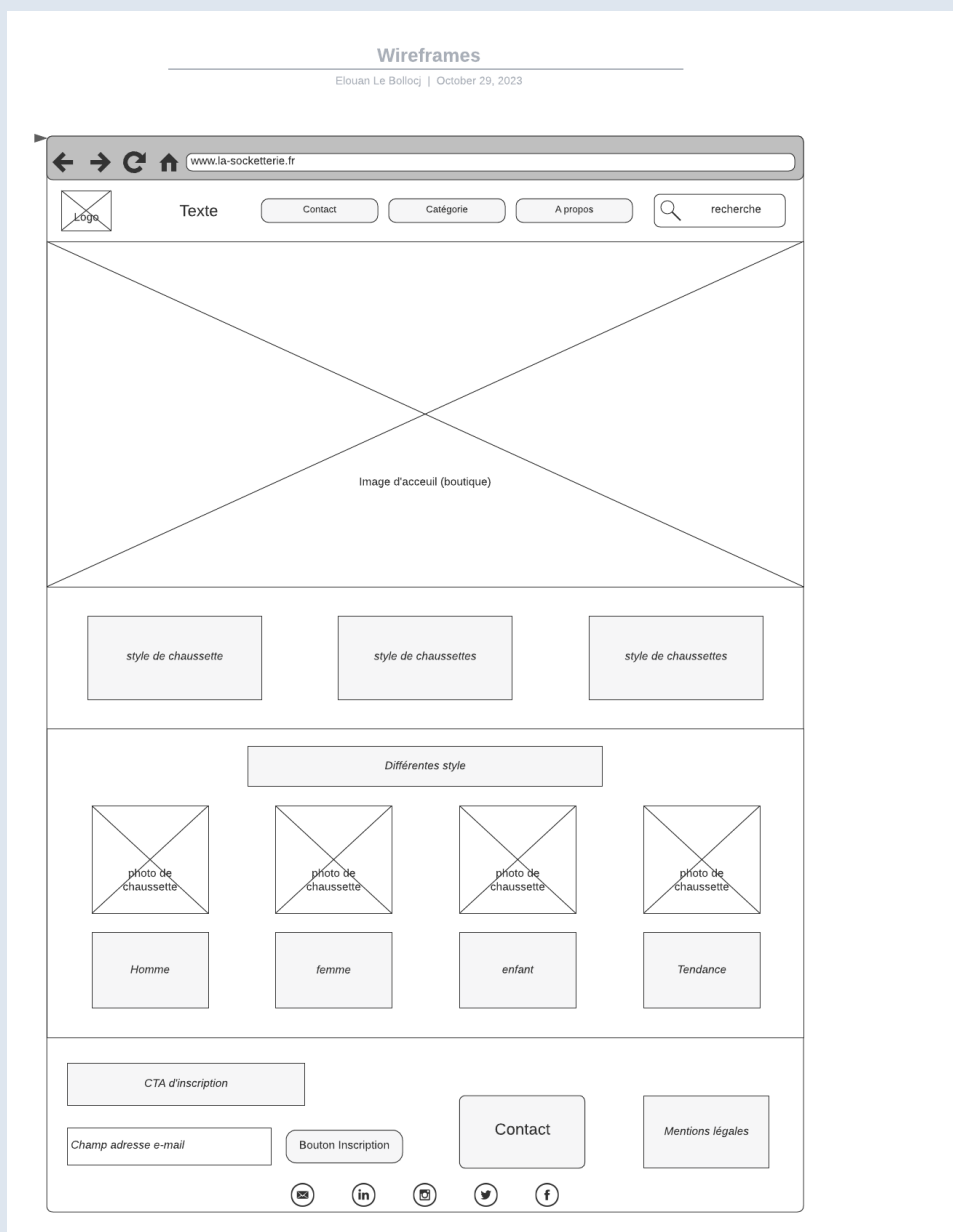 Wireframes
Elouan Le Bollocj | October 29, 2023
www.la-socketterie.fr
Logo
Texte
Contact
Catégorie
A propos
recherche
Image d'acceuil (boutique)
style de chaussette
style de chaussettes
style de chaussettes
Différentes style
photo de
chaussette
photo de
chaussette
photo de
chaussette
photo de
chaussette
Homme
femme
enfant
Tendance
CTA d'inscription
Champ adresse e-mail
Bouton Inscription
Contact
Mentions légales
in
f